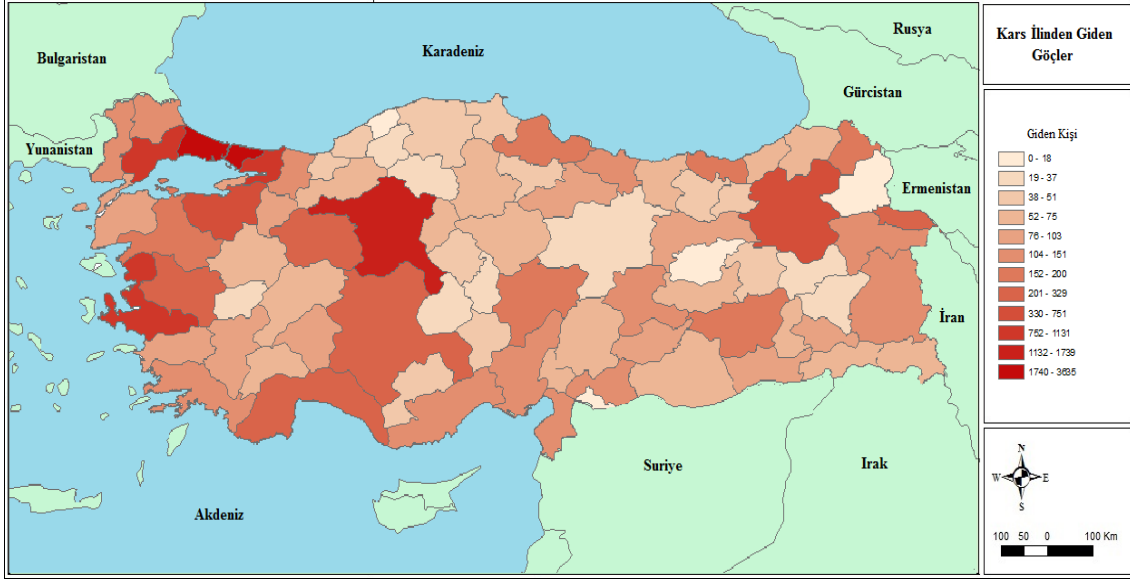 Bulgaristan
Karadeniz
Rusya
Gürcistan
Yunanistan
Ermenistan
İran
Suriye
Irak
Akdeniz
Kars İlinden Giden
Göçler
Giden Kişi
0 - 18
19 - 37
38 - 51
52 - 75
76 - 103
104 - 151
152 - 200
201 - 329
330 - 751
752 - 1131
1132 - 1739
1740 - 3635
N
W E
S
100 50 0 100 Km